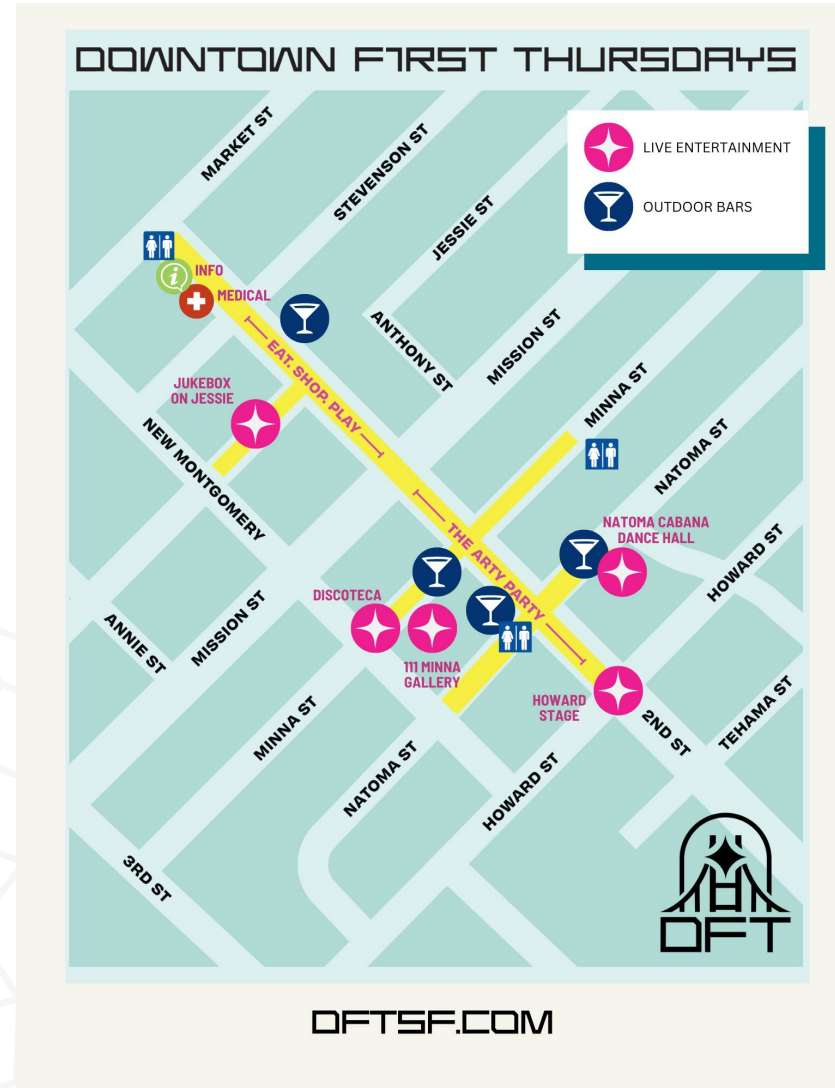 DOWNTOWN F1RST THURSDAYS
LIVE ENTERTAINMENT
OUTDOOR BARS
MARKET ST
STEVENSON ST
JESSIE ST
INFO
MEDICAL
ANTHONY ST
MISSION ST
EAT. SHOP. PLAY
JUKEBOX
ON JESSIE
MINNA ST
NEW MONTGOMERY
NATOMA ST
NATOMA CABANA
DANCE HALL
THE ARTY PARTY
HOWARD ST
DISCOTECA
111 MINNA
GALLERY
ANNIE ST
MISSION ST
HOWARD
STAGE
2ND ST
TEHAMA ST
MINNA ST
NATOMA ST
HOWARD ST
3RD ST
DFT
DFTSF.COM